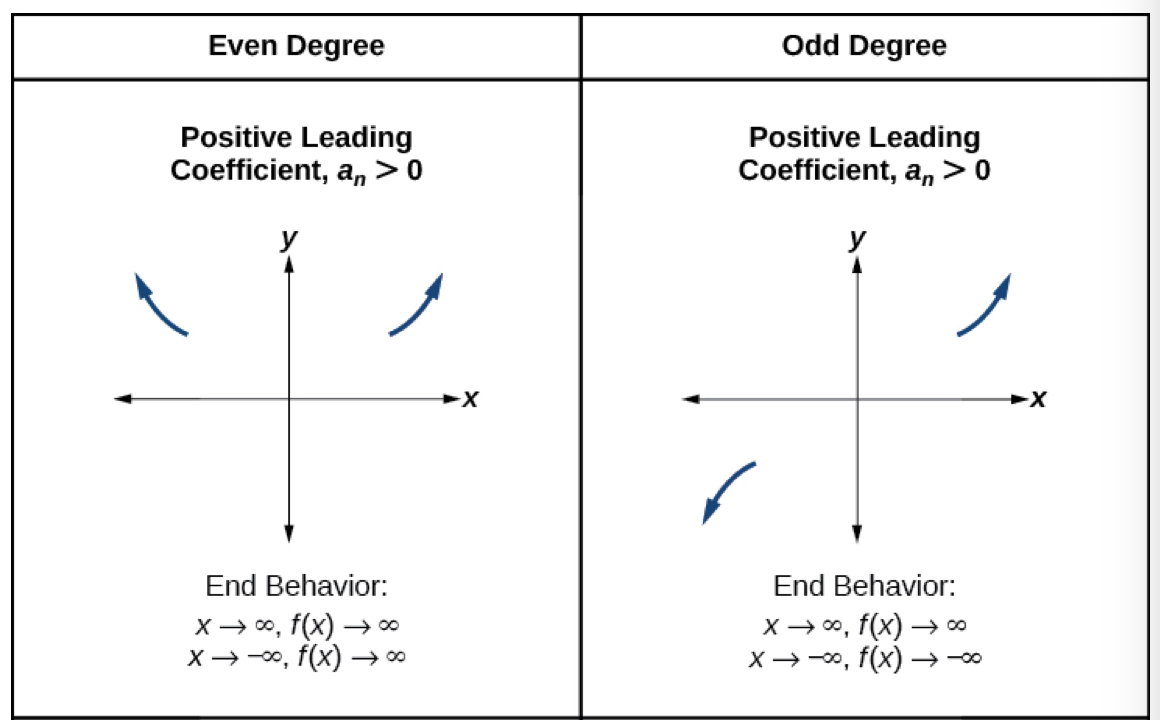 Even Degree
Odd Degree
Positive Leading
Coefficient, aₙ > 0
y
x
End Behavior:
x → ∞, f(x) → ∞
x → −∞, f(x) → ∞
Positive Leading
Coefficient, aₙ > 0
y
x
End Behavior:
x → ∞, f(x) → ∞
x → −∞, f(x) → −∞